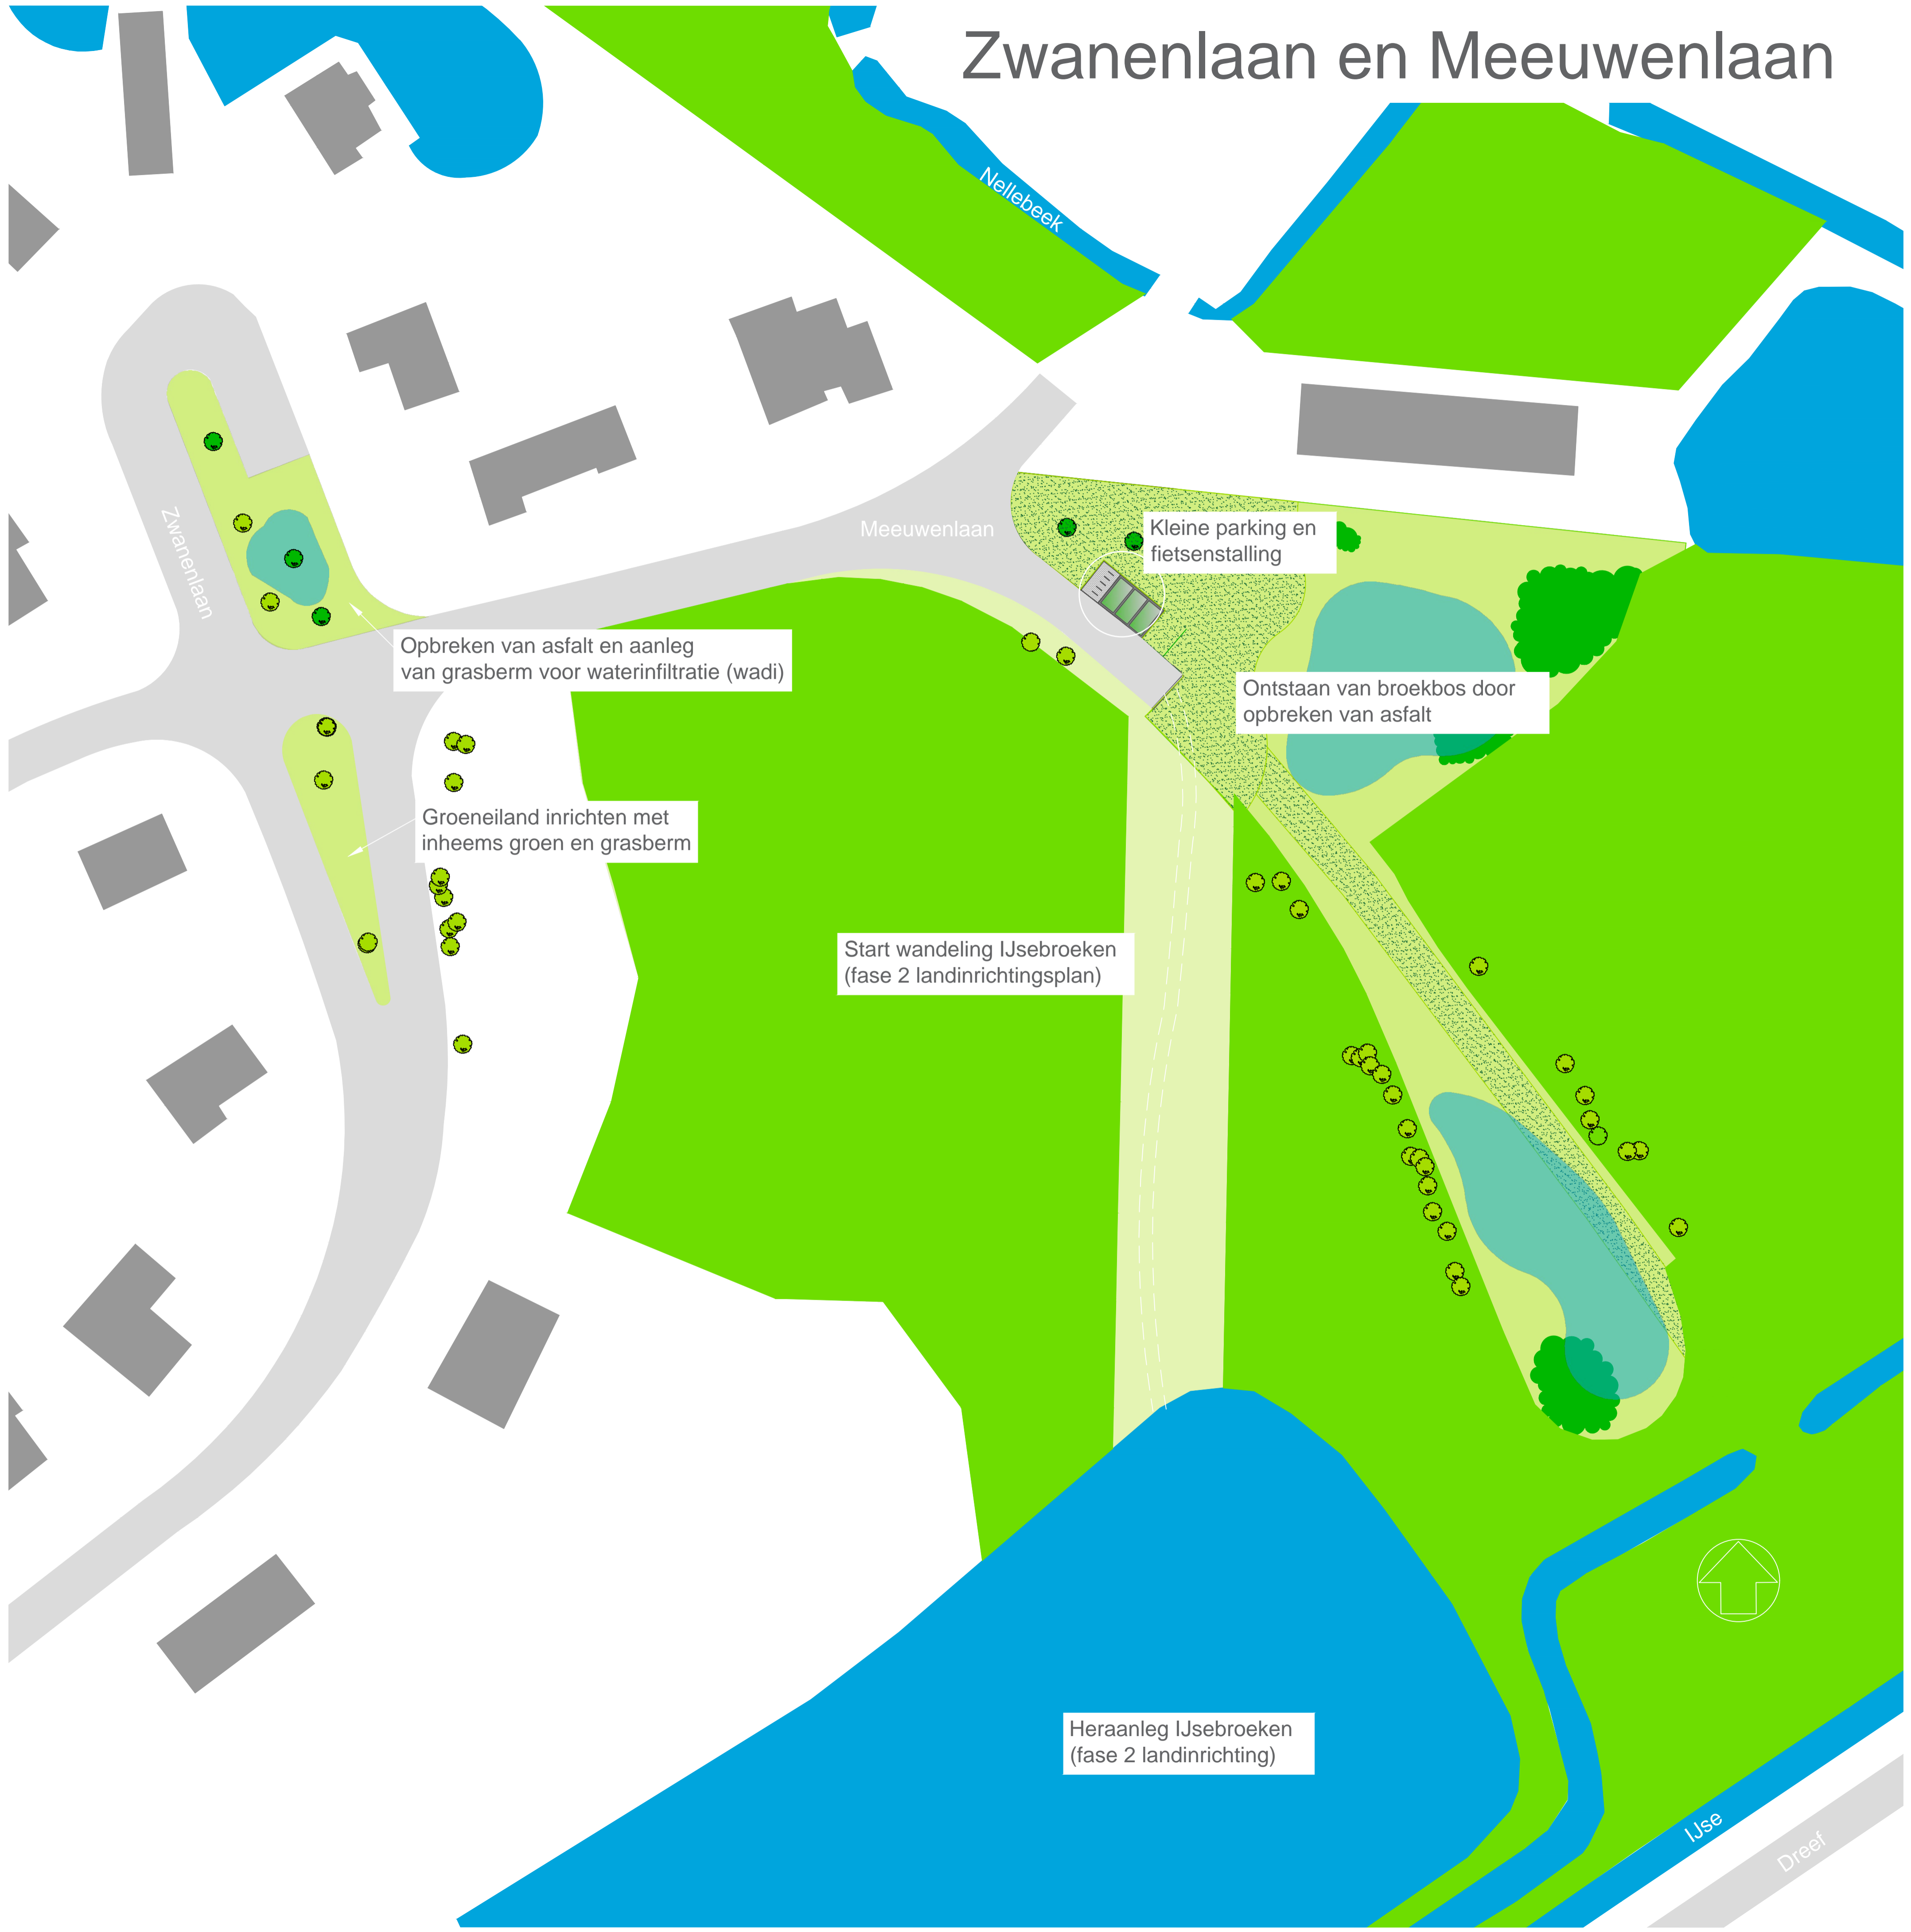 Zwanenlaan en Meeuwenlaan
Nellebeek
Zwanenlaan
Meeuwenlaan
Kleine parking en
fietsenstalling
Opbreken van asfalt en aanleg
van grasberm voor waterinfiltratie (wadi)
Ontstaan van broekbos door
opbreken van asfalt
Groeneiland inrichten met
inheems groen en grasberm
Start wandeling IJsebroeken
(fase 2 landinrichtingsplan)
Heraanleg IJsebroeken
(fase 2 landinrichting)
IJse
Dreef